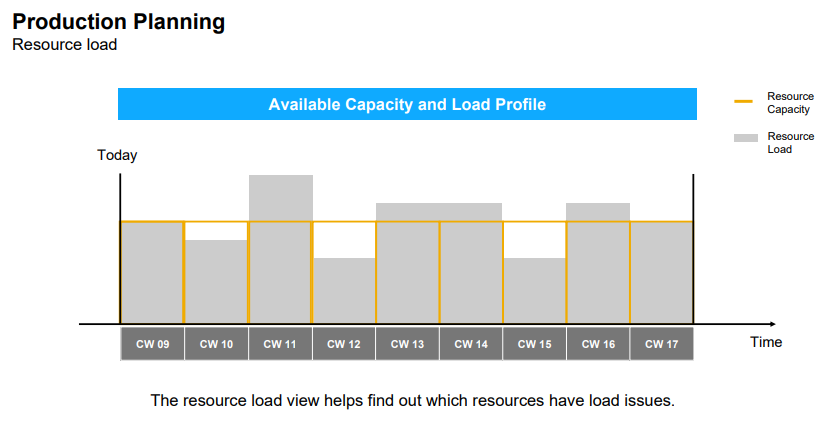 Production Planning
Resource load
Available Capacity and Load Profile
Resource
Capacity
Resource
Load
Today
CW 09
CW 10
CW 11
CW 12
CW 13
CW 14
CW 15
CW 16
CW 17
Time
The resource load view helps find out which resources have load issues.